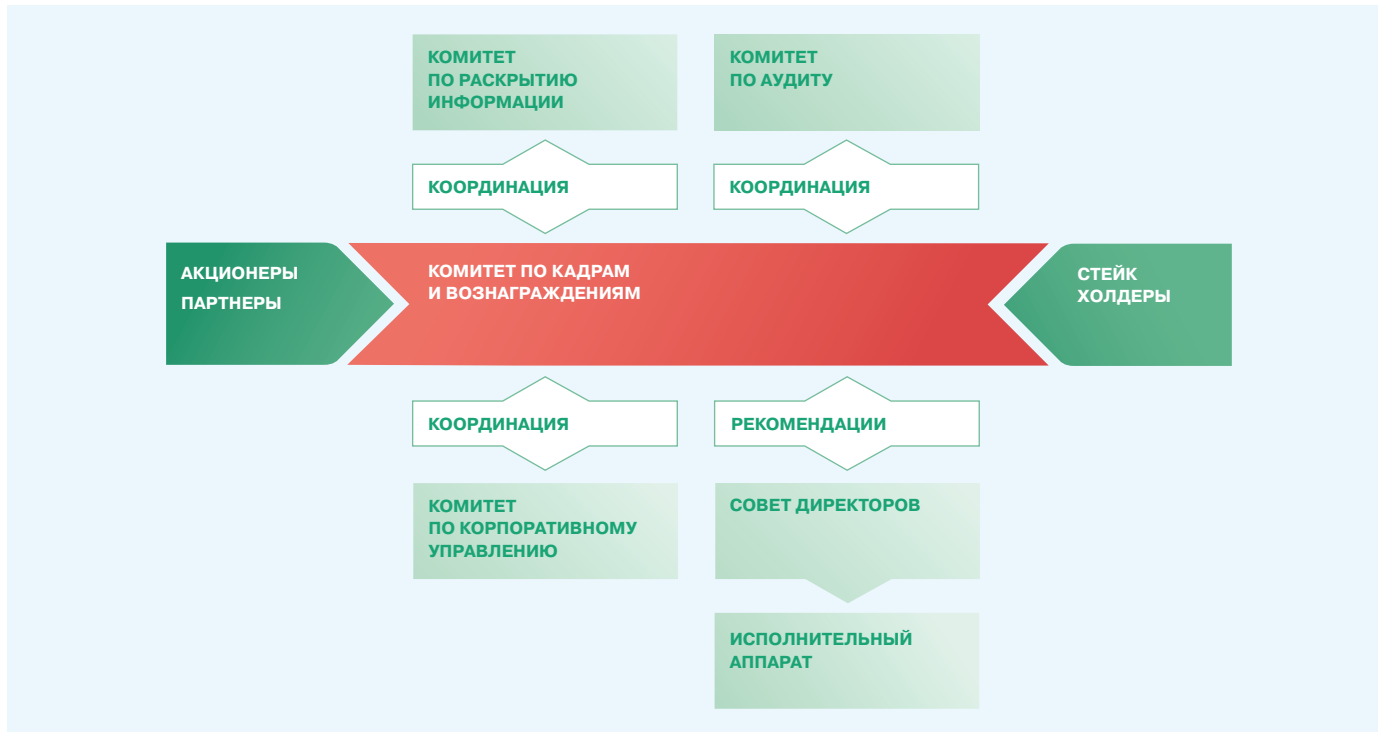 КОМИТЕТ
ПО РАСКРЫТИЮ
ИНФОРМАЦИИ
КОМИТЕТ
ПО АУДИТУ
КООРДИНАЦИЯ
КООРДИНАЦИЯ
АКЦИОНЕРЫ
ПАРТНЕРЫ
КОМИТЕТ ПО КАДРАМ
И ВОЗНАГРАЖДЕНИЯМ
СТЕЙК
ХОЛДЕРЫ
КООРДИНАЦИЯ
РЕКОМЕНДАЦИИ
КОМИТЕТ
ПО КОРПОРАТИВНОМУ
УПРАВЛЕНИЮ
СОВЕТ ДИРЕКТОРОВ
ИСПОЛНИТЕЛЬНЫЙ
АППАРАТ